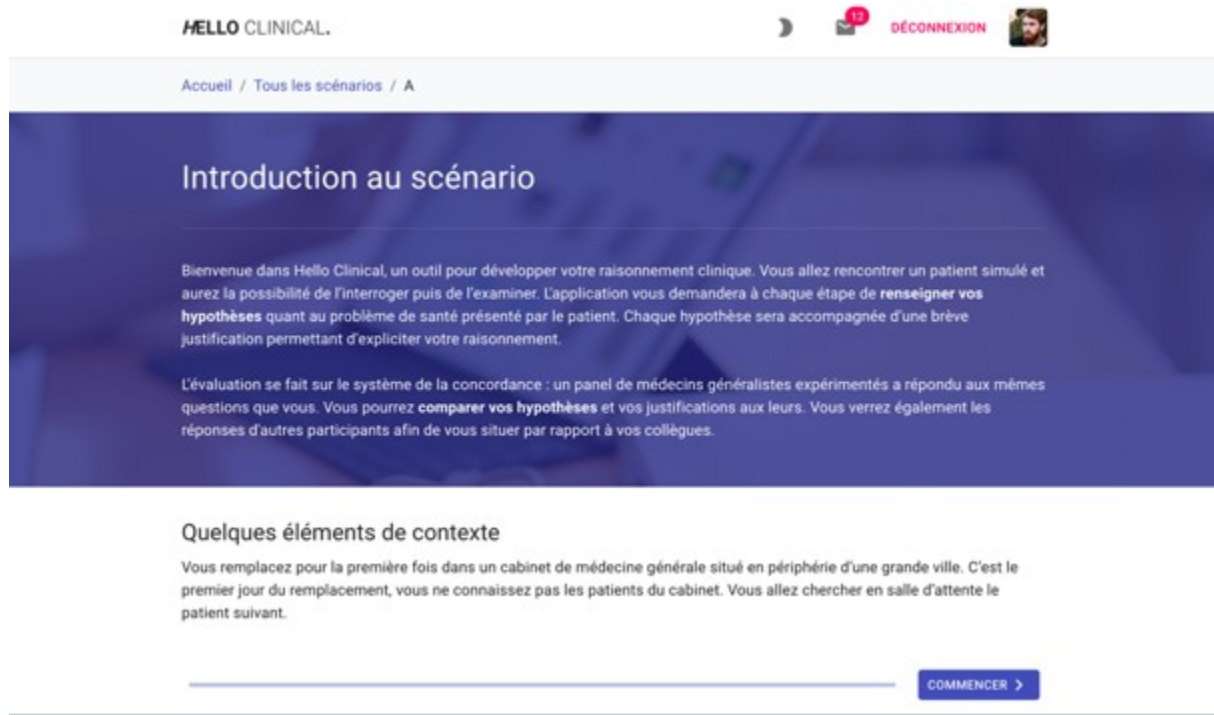 HELLO CLINICAL.
12
DÉCONNEXION
Accueil / Tous les scénarios / A
Introduction au scénario
Bienvenue dans Hello Clinical, un outil pour développer votre raisonnement clinique. Vous allez rencontrer un patient simulé et
aurez la possibilité de l'interroger puis de l'examiner. L'application vous demandera à chaque étape de renseigner vos
hypothèses quant au problème de santé présenté par le patient. Chaque hypothèse sera accompagnée d'une brève
justification permettant d'expliciter votre raisonnement.
L'évaluation se fait sur le système de la concordance : un panel de médecins généralistes expérimentés a répondu aux mêmes
questions que vous. Vous pourrez comparer vos hypothèses et vos justifications aux leurs. Vous verrez également les
réponses d'autres participants afin de vous situer par rapport à vos collègues.
Quelques éléments de contexte
Vous remplacez pour la première fois dans un cabinet de médecine générale situé en périphérie d'une grande ville. C'est le
premier jour du remplacement, vous ne connaissez pas les patients du cabinet. Vous allez chercher en salle d'attente le
patient suivant.
COMMENCER >